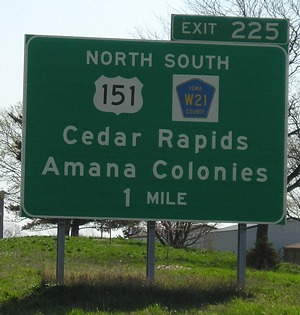 EXIT 225
NORTH SOUTH
151
IOWA
W21
COUNTY
Cedar Rapids
Amana Colonies
1 MILE